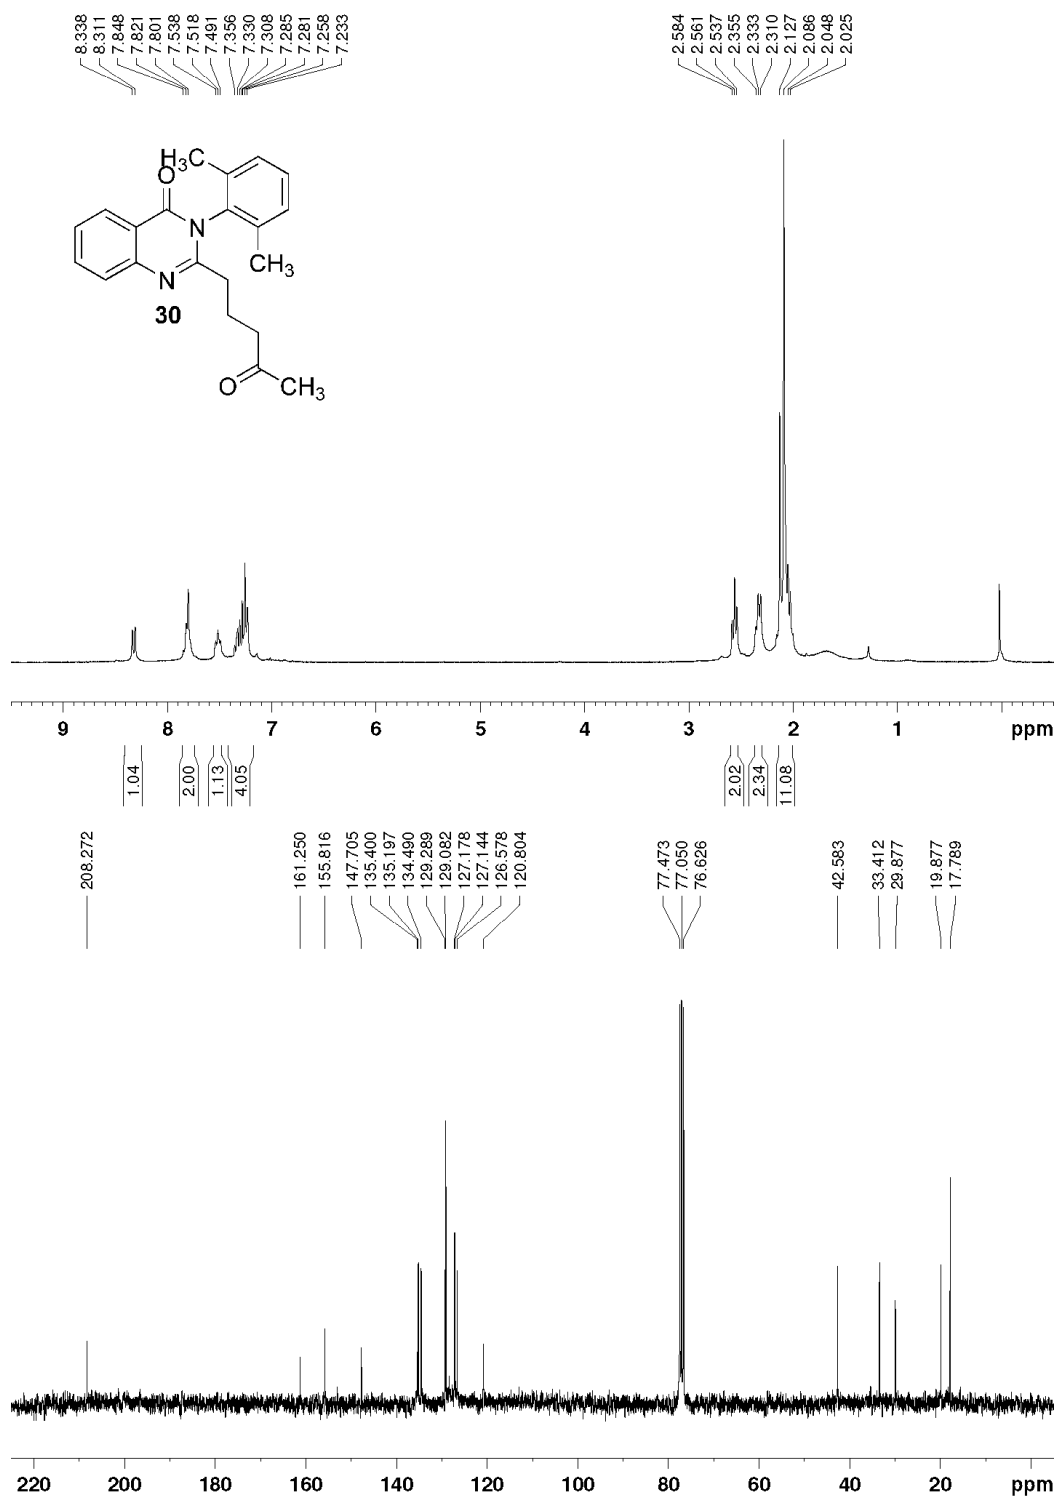 8.338 8.311 7.848 7.821 7.801 7.538 7.518 7.491 7.356 7.330 7.308 7.285 7.281 7.258 7.233 2.584 2.561 2.537 2.355 2.333 2.310 2.127 2.086 2.048 2.025
H3C
O
N
CH3
N
30
O CH3
9 8 7 6 5 4 3 2 1 ppm
1.04 2.00 1.13 4.05 2.02 2.34 11.08
208.272 161.250 155.816 147.705 135.400 135.197 134.490 129.289 129.082 127.178 127.144 126.578 120.804 77.473 77.050 76.626 42.583 33.412 29.877 19.877 17.789
220 200 180 160 140 120 100 80 60 40 20 ppm